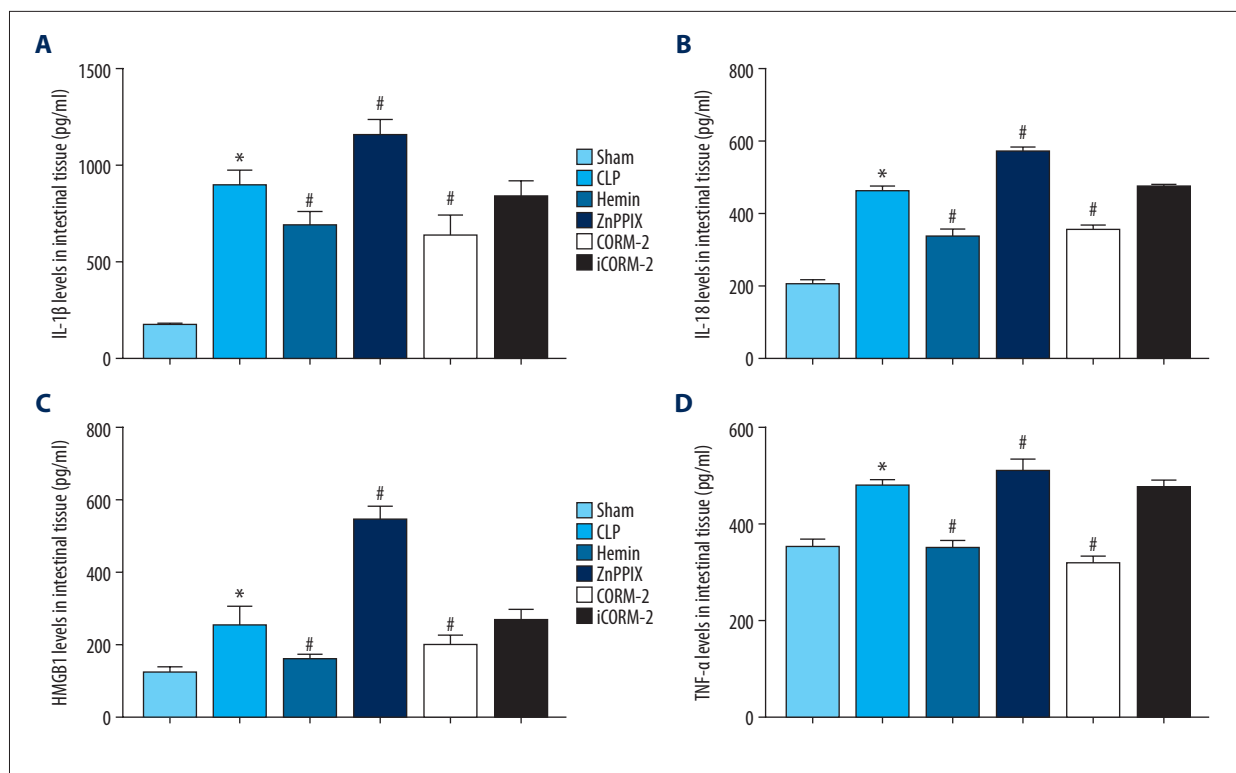 A
IL-1β levels in intestinal tissue (pg/ml)
1500
1000
500
0
*
#
#
#
Sham
CLP
Hemin
ZnPPIX
CORM-2
iCORM-2
B
IL-18 levels in intestinal tissue (pg/ml)
800
600
400
200
0
*
#
#
#
C
HMGB1 levels in intestinal tissue (pg/ml)
800
600
400
200
0
*
#
#
#
Sham
CLP
Hemin
ZnPPIX
CORM-2
iCORM-2
D
TNF-α levels in intestinal tissue (pg/ml)
600
400
200
0
*
#
#
#